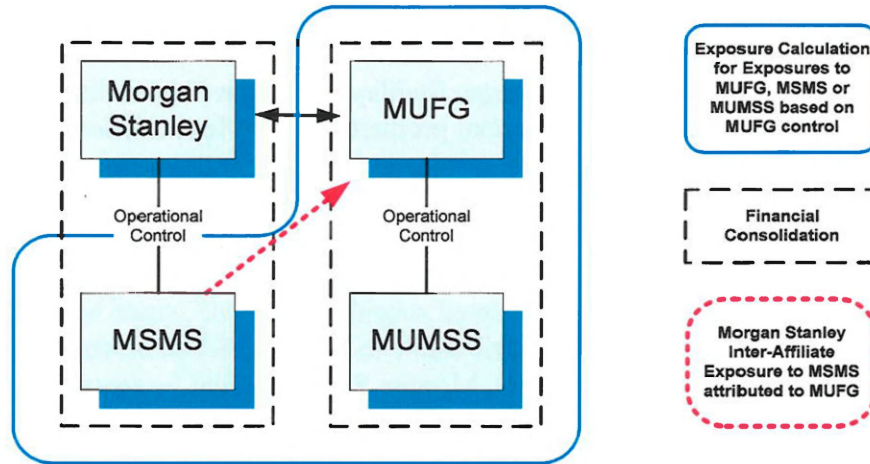 Morgan
Stanley
MUFG
Operational
Control
Operational
Control
MSMS
MUMSS
Exposure Calculation
for Exposures to
MUFG, MSMS or
MUMSS based on
MUFG control
Financial
Consolidation
Morgan Stanley
Inter-Affiliate
Exposure to MSMS
attributed to MUFG